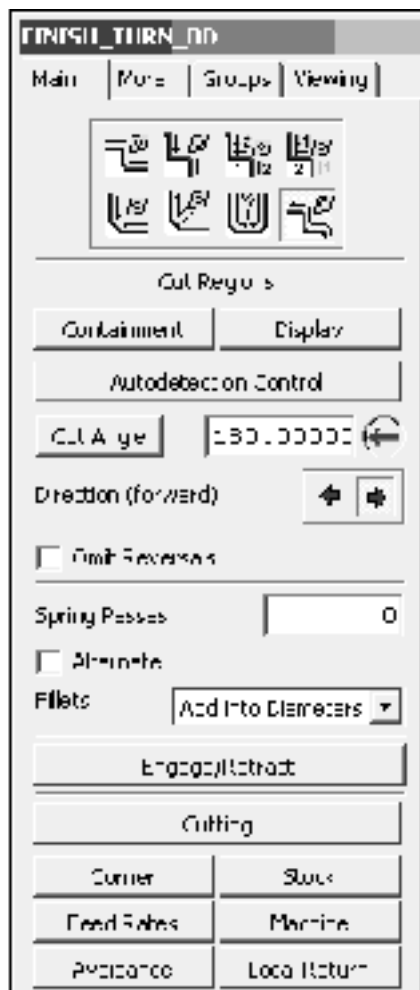 FINISH_TURN_OD
Main More Groups Viewing
Cut Regions
Containment Display
Autodetection Control
Cut Angle 180.00000
Direction (forward)
Omit Reversals
Spring Passes 0
Alternate
Fillets Add into Diameters
Engage/Retract
Cutting
Corner Stock
Feed Rates Machine
Avoidance Local Return